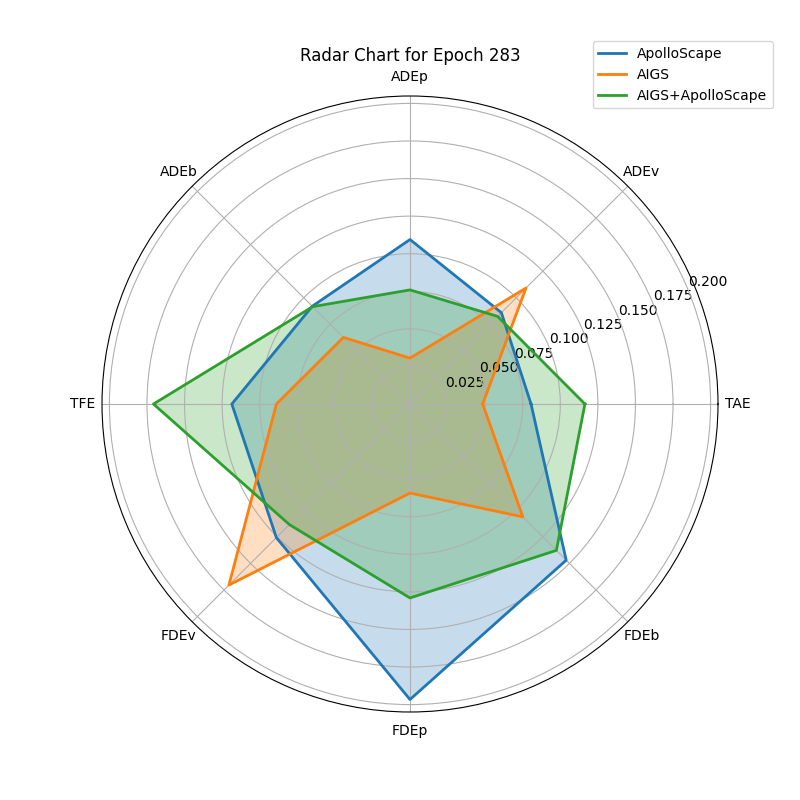 Radar Chart for Epoch 283
ApolloScape
AIGS
AIGS+ApolloScape
ADEp
ADEb
ADEv
TFE
TAE
0.025
0.050
0.075
0.100
0.125
0.150
0.175
0.200
FDEv
FDEb
FDEp